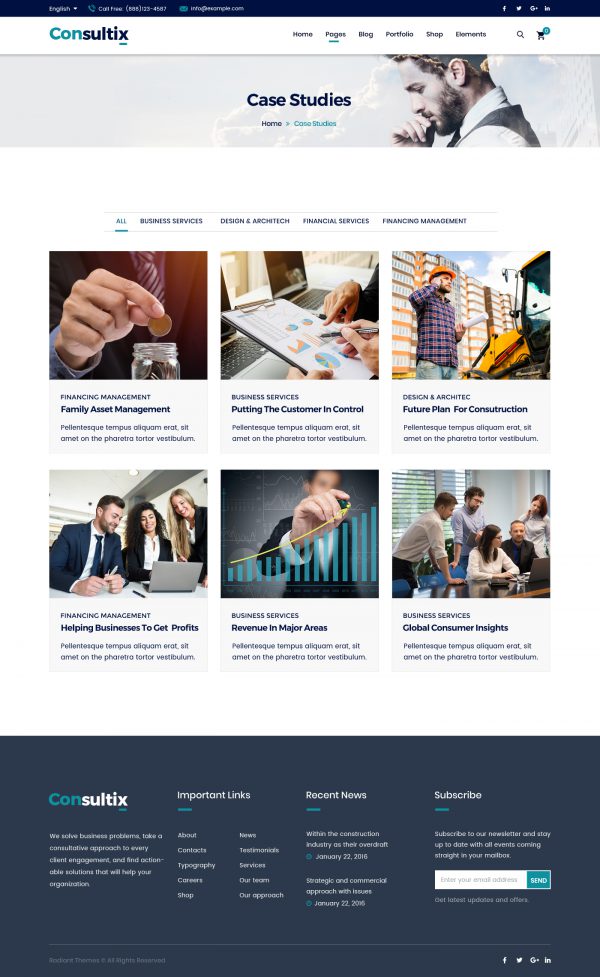 English Call Free: (888)123-4587 info@example.com
Consultix Home Pages Blog Portfolio Shop Elements 0
Case Studies
Home » Case Studies
ALL BUSINESS SERVICES DESIGN & ARCHITECH FINANCIAL SERVICES FINANCING MANAGEMENT
FINANCING MANAGEMENT
Family Asset Management
Pellentesque tempus aliquam erat, sit
amet on the pharetra tortor vestibulum.
BUSINESS SERVICES
Putting The Customer In Control
Pellentesque tempus aliquam erat, sit
amet on the pharetra tortor vestibulum.
DESIGN & ARCHITEC
Future Plan For Consutruction
Pellentesque tempus aliquam erat, sit
amet on the pharetra tortor vestibulum.
FINANCING MANAGEMENT
Helping Businesses To Get Profits
Pellentesque tempus aliquam erat, sit
amet on the pharetra tortor vestibulum.
BUSINESS SERVICES
Revenue In Major Areas
Pellentesque tempus aliquam erat, sit
amet on the pharetra tortor vestibulum.
BUSINESS SERVICES
Global Consumer Insights
Pellentesque tempus aliquam erat, sit
amet on the pharetra tortor vestibulum.
Consultix
We solve business problems, take a
consultative approach to every
client engagement, and find action-
able solutions that will help your
organization.
Important Links
About
Contacts
Typography
Careers
Shop
News
Testimonials
Services
Our team
Our approach
Recent News
Within the construction
industry as their overdraft
January 22, 2016
Strategic and commercial
approach with issues
January 22, 2016
Subscribe
Subscribe to our newsletter and stay
up to date with all events coming
straight in your mailbox.
Enter your email address SEND
Get latest updates and offers.
Radiant Themes © All Rights Reserved